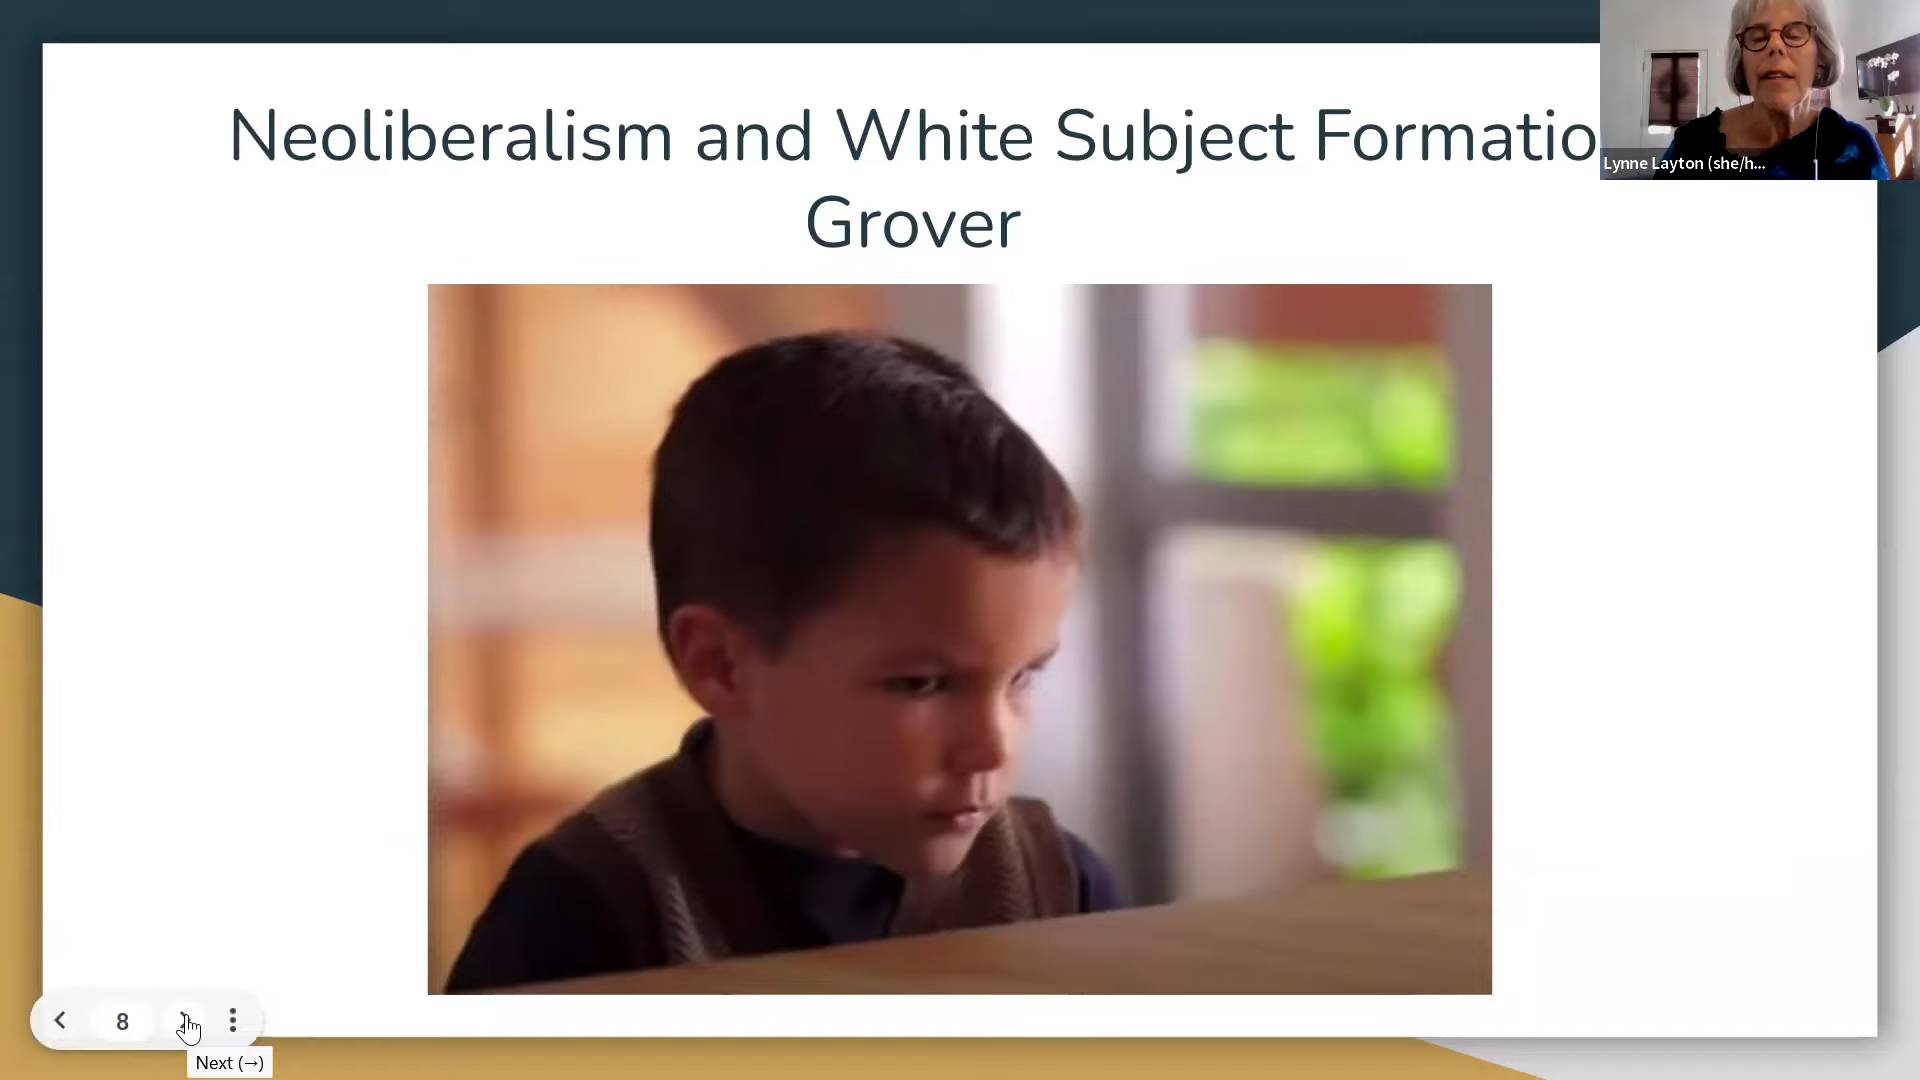 Neoliberalism and White Subject Formatio
Grover
Lynne Layton (she/h...
8
Next (→)